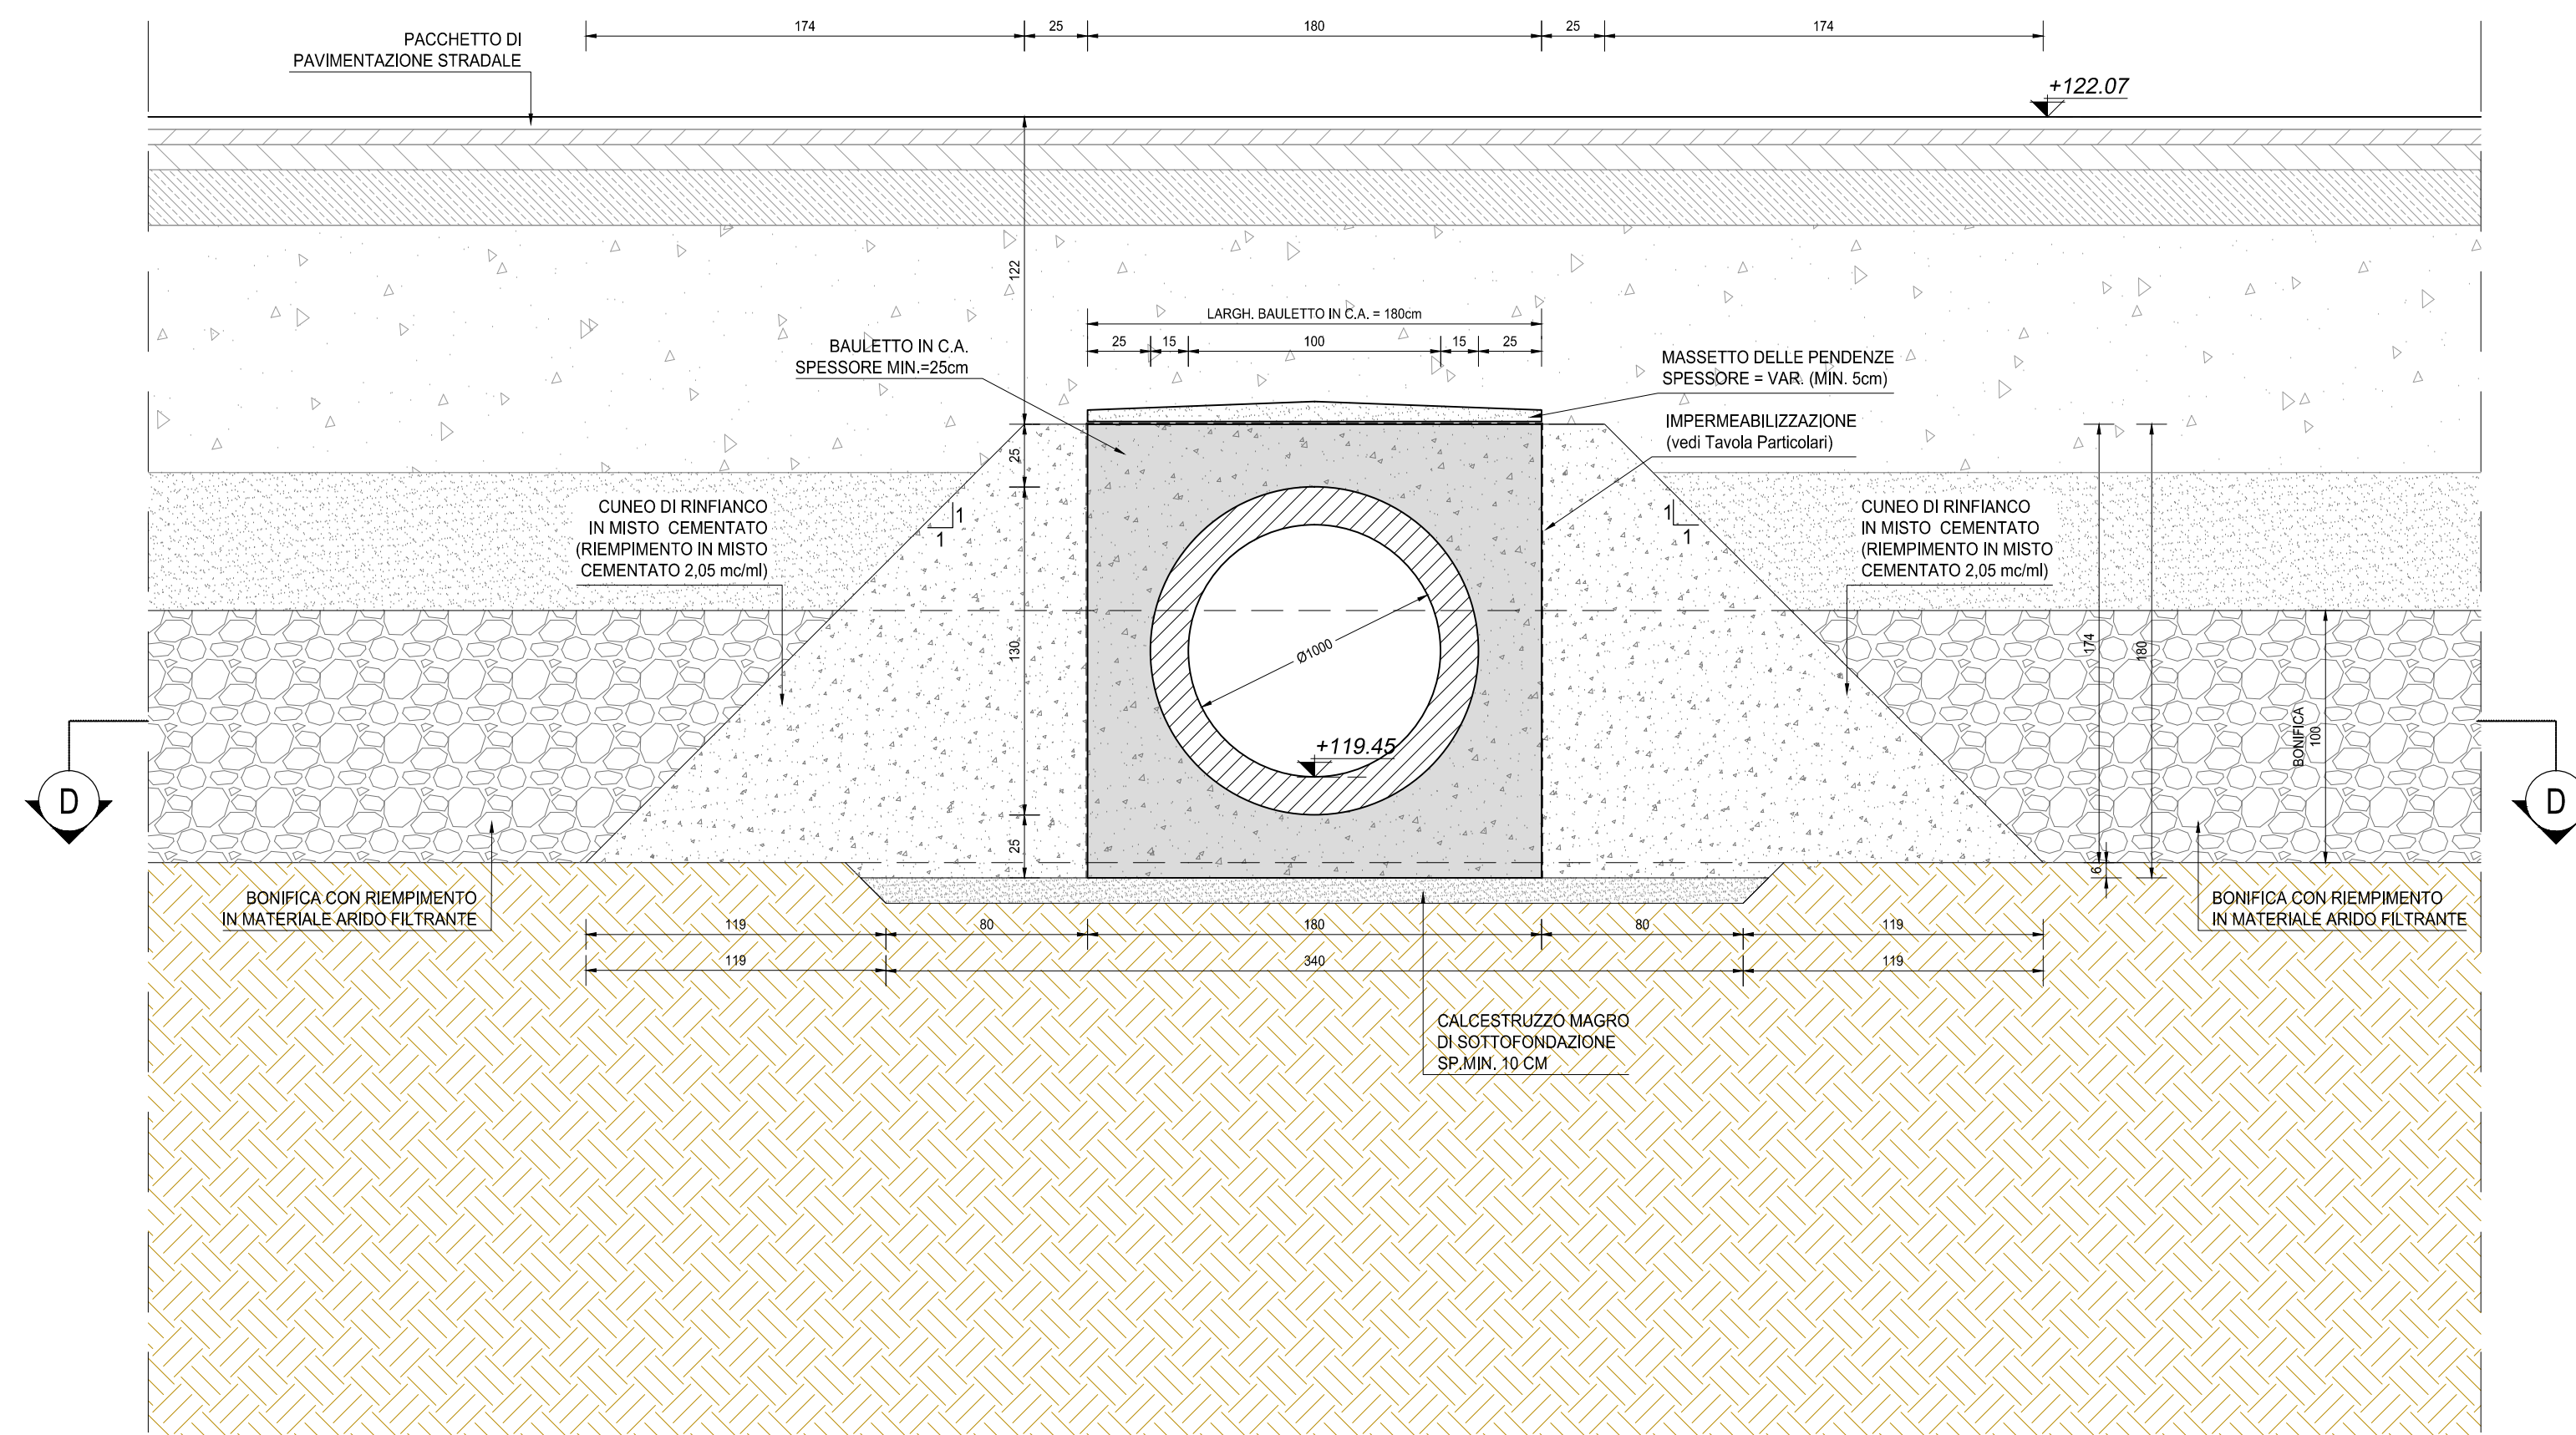 174
25
180
25
174
PACCHETTO DI
PAVIMENTAZIONE STRADALE
+122.07
122
LARGH. BAULETTO IN C.A. = 180cm
25
15
100
15
25
BAULETTO IN C.A.
SPESSORE MIN.=25cm
MASSETTO DELLE PENDENZE
SPESSORE = VAR. (MIN. 5cm)
IMPERMEABILIZZAZIONE
(vedi Tavola Particolari)
25
CUNEO DI RINFIANCO
IN MISTO CEMENTATO
(RIEMPIMENTO IN MISTO
CEMENTATO 2,05 mc/ml)
1
1
1
1
CUNEO DI RINFIANCO
IN MISTO CEMENTATO
(RIEMPIMENTO IN MISTO
CEMENTATO 2,05 mc/ml)
130
Ø1000
174
180
BONIFICA
100
+119.45
D
D
25
6
BONIFICA CON RIEMPIMENTO
IN MATERIALE ARIDO FILTRANTE
BONIFICA CON RIEMPIMENTO
IN MATERIALE ARIDO FILTRANTE
119
80
180
80
119
119
340
119
CALCESTRUZZO MAGRO
DI SOTTOFONDAZIONE
SP.MIN. 10 CM